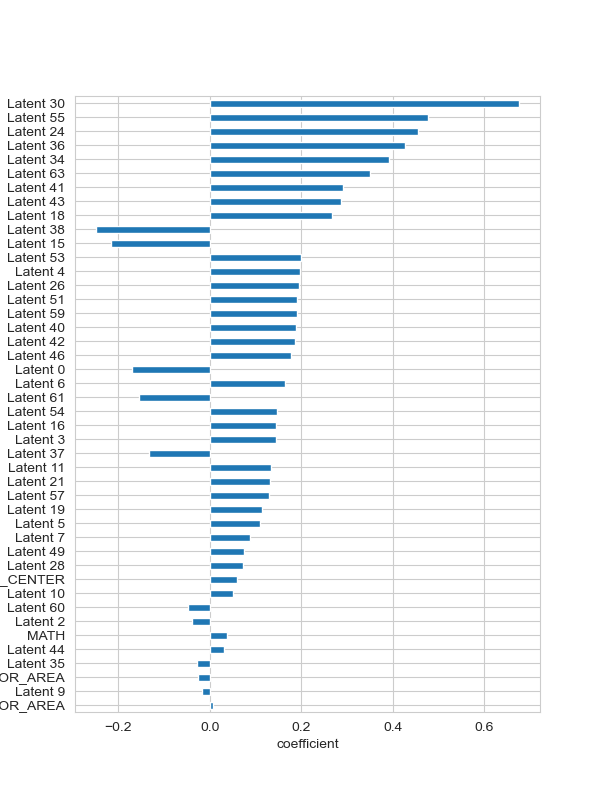 Latent 30
Latent 55
Latent 24
Latent 36
Latent 34
Latent 63
Latent 41
Latent 43
Latent 18
Latent 38
Latent 15
Latent 53
Latent 4
Latent 26
Latent 51
Latent 59
Latent 40
Latent 42
Latent 46
Latent 0
Latent 6
Latent 61
Latent 54
Latent 16
Latent 3
Latent 37
Latent 11
Latent 21
Latent 57
Latent 19
Latent 5
Latent 7
Latent 49
Latent 28
_CENTER
Latent 10
Latent 60
Latent 2
MATH
Latent 44
Latent 35
OR_AREA
Latent 9
OR_AREA
−0.2 0.0 0.2 0.4 0.6
coefficient